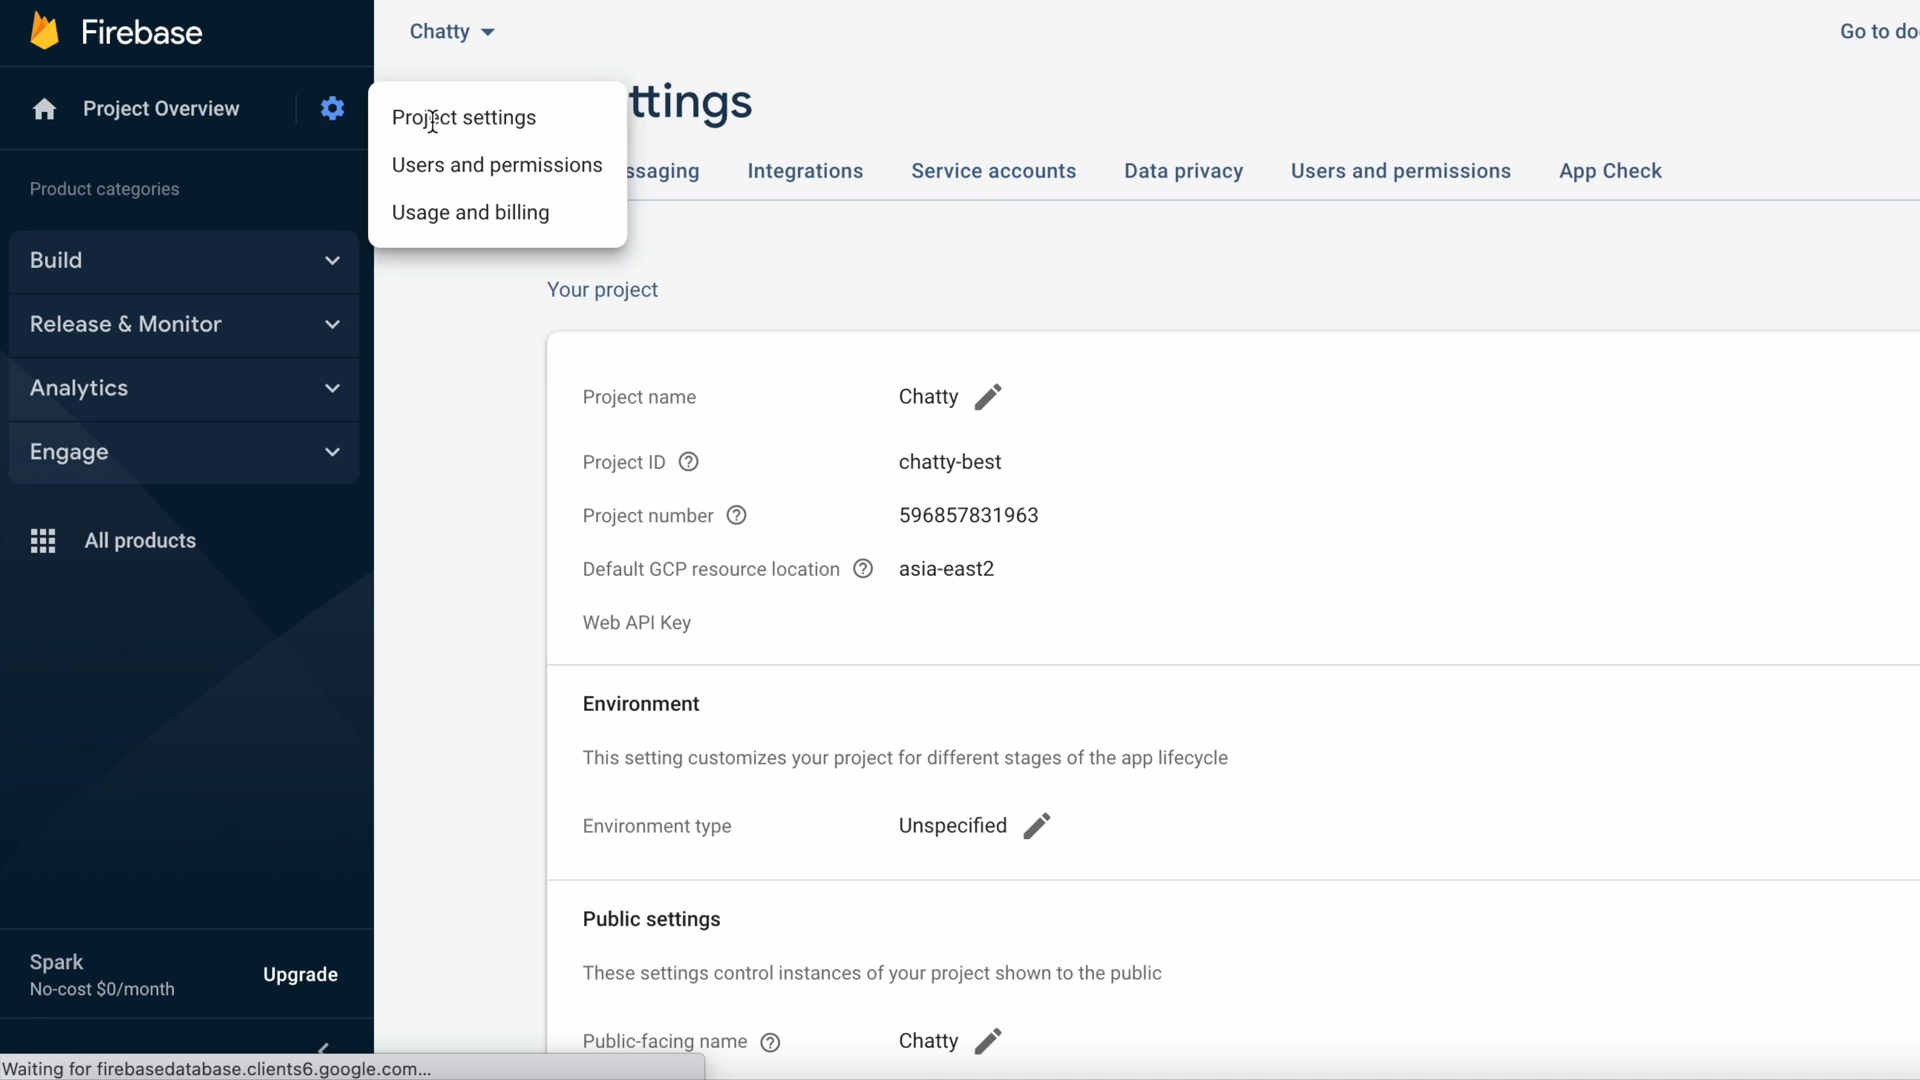 Firebase
Chatty
Go to do
Project Overview
Project settings
Users and permissions
Usage and billing
ttings
ssaging Integrations Service accounts Data privacy Users and permissions App Check
Product categories
Build
Release & Monitor
Analytics
Engage
All products
Spark
No-cost $0/month
Upgrade
Your project
Project name Chatty
Project ID chatty-best
Project number 596857831963
Default GCP resource location asia-east2
Web API Key
Environment
This setting customizes your project for different stages of the app lifecycle
Environment type Unspecified
Public settings
These settings control instances of your project shown to the public
Public-facing name Chatty
Waiting for firebasedatabase.clients6.google.com...